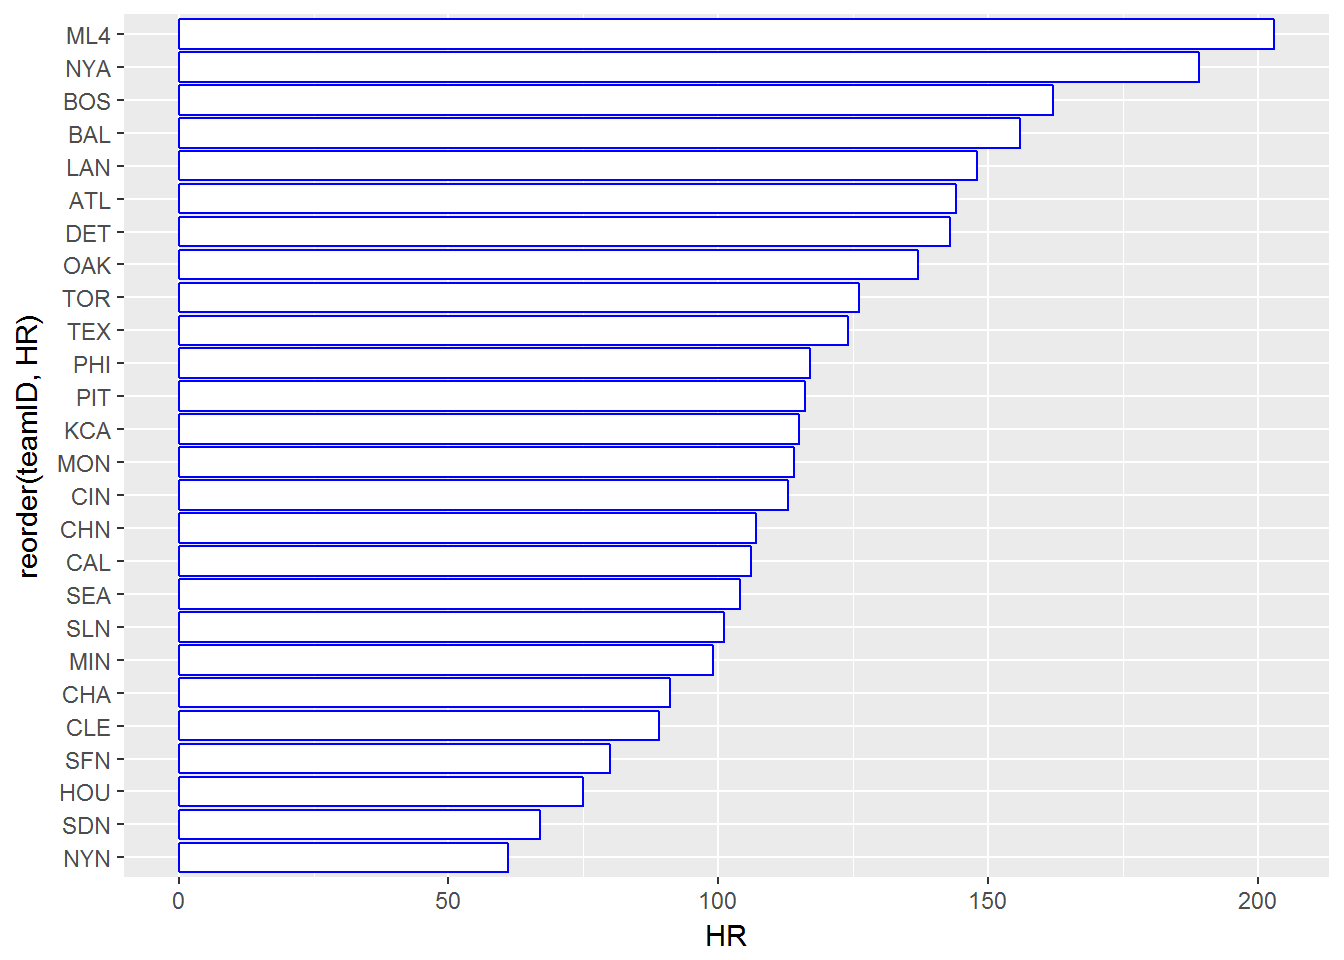 reorder(teamID, HR)
ML4
NYA
BOS
BAL
LAN
ATL
DET
OAK
TOR
TEX
PHI
PIT
KCA
MON
CIN
CHN
CAL
SEA
SLN
MIN
CHA
CLE
SFN
HOU
SDN
NYN
0 50 100 150 200
HR